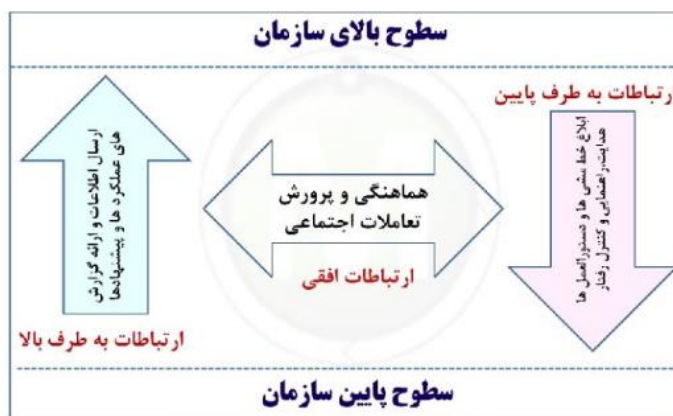 سطوح بالای سازمان
ارتباطات به طرف پایین
ابلاغ خط مشی ها و دستورالعمل ها
هدایت،راهنمایی و کنترل رفتار
هماهنگی و پرورش
تعاملات اجتماعی
ارتباطات افقی
ارسال اطلاعات و ارائه گزارش
های عملکرد ها و پیشنهادها
ارتباطات به طرف بالا
سطوح پایین سازمان